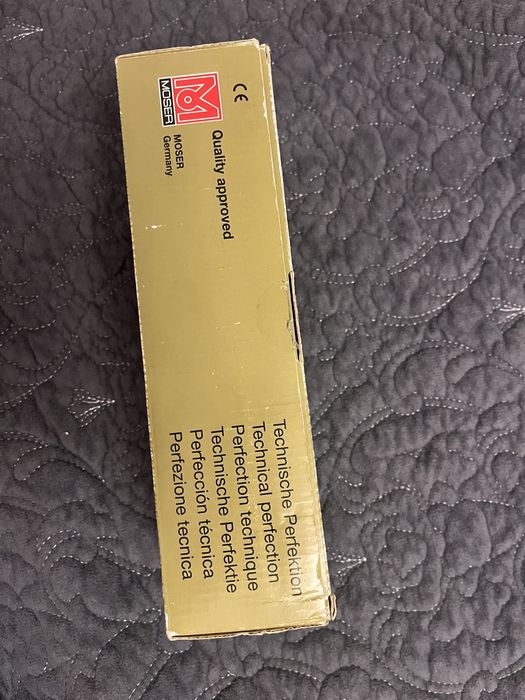 CE
Quality approved
MOSER
MOSER
Germany
Technische Perfektion
Technical perfection
Perfection technique
Technische Perfektie
Perfección técnica
Perfezione tecnica